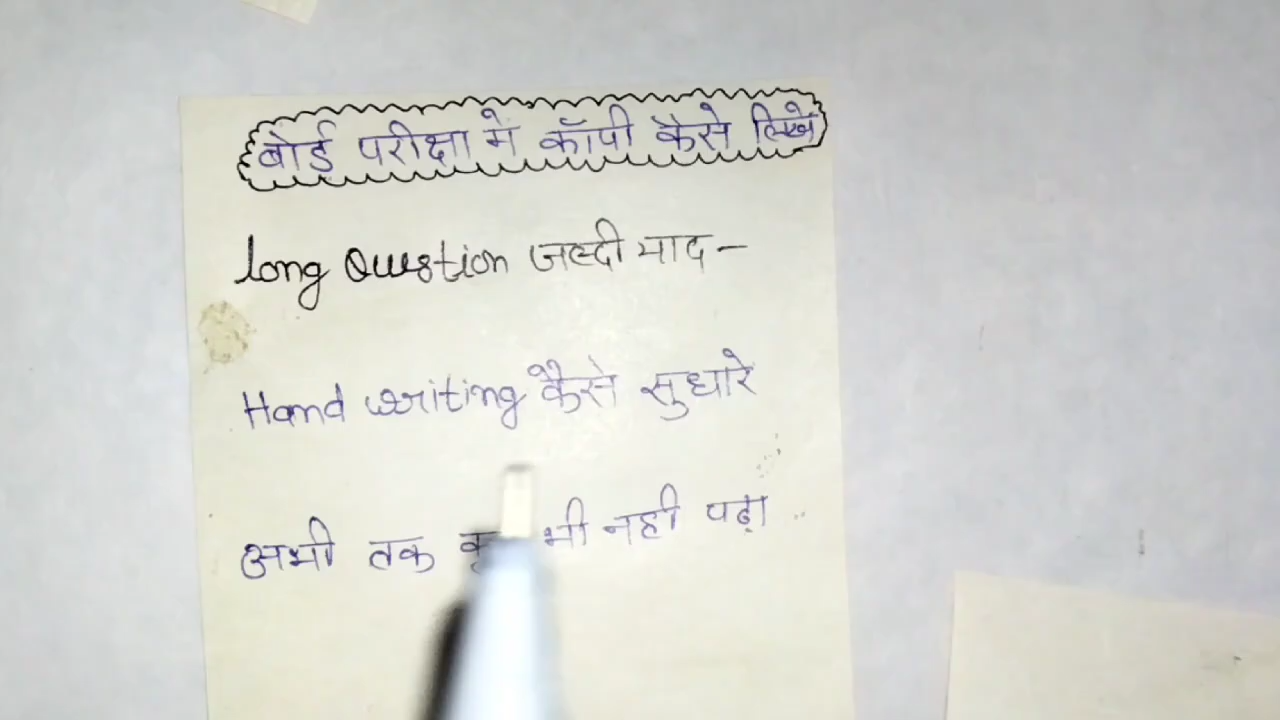 बोर्ड परीक्षा में कॉपी कैसे लिखें
long Question जल्दी याद -
Hand writing कैसे सुधारे
अभी तक भी नही पढ़ा